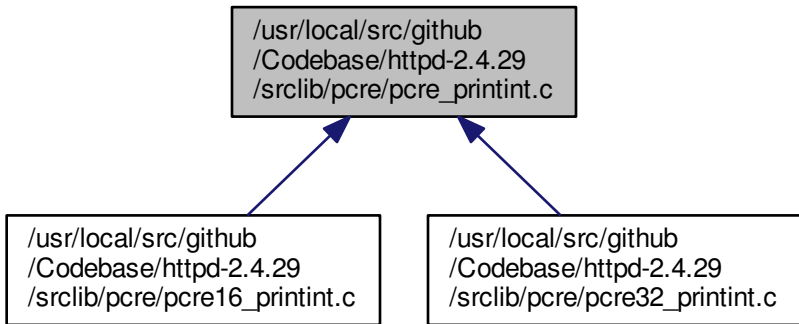 /usr/local/src/github
/Codebase/httpd-2.4.29
/srclib/pcre/pcre_printint.c
/usr/local/src/github
/Codebase/httpd-2.4.29
/srclib/pcre/pcre16_printint.c
/usr/local/src/github
/Codebase/httpd-2.4.29
/srclib/pcre/pcre32_printint.c